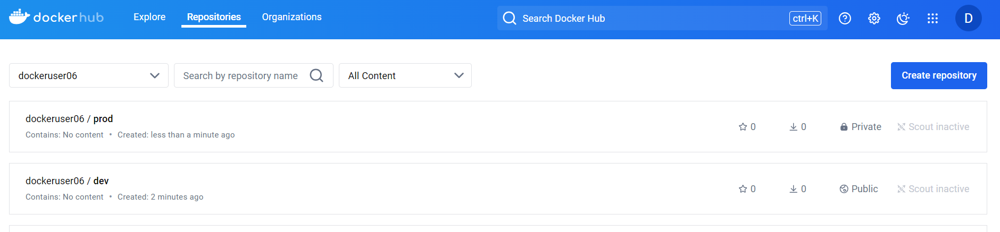 dockerhub Explore Repositories Organizations Search Docker Hub ctrl+K D
dockeruser06 Search by repository name All Content Create repository
dockeruser06 / prod
Contains: No content • Created: less than a minute ago
0 0 Private Scout inactive
dockeruser06 / dev
Contains: No content • Created: 2 minutes ago
0 0 Public Scout inactive